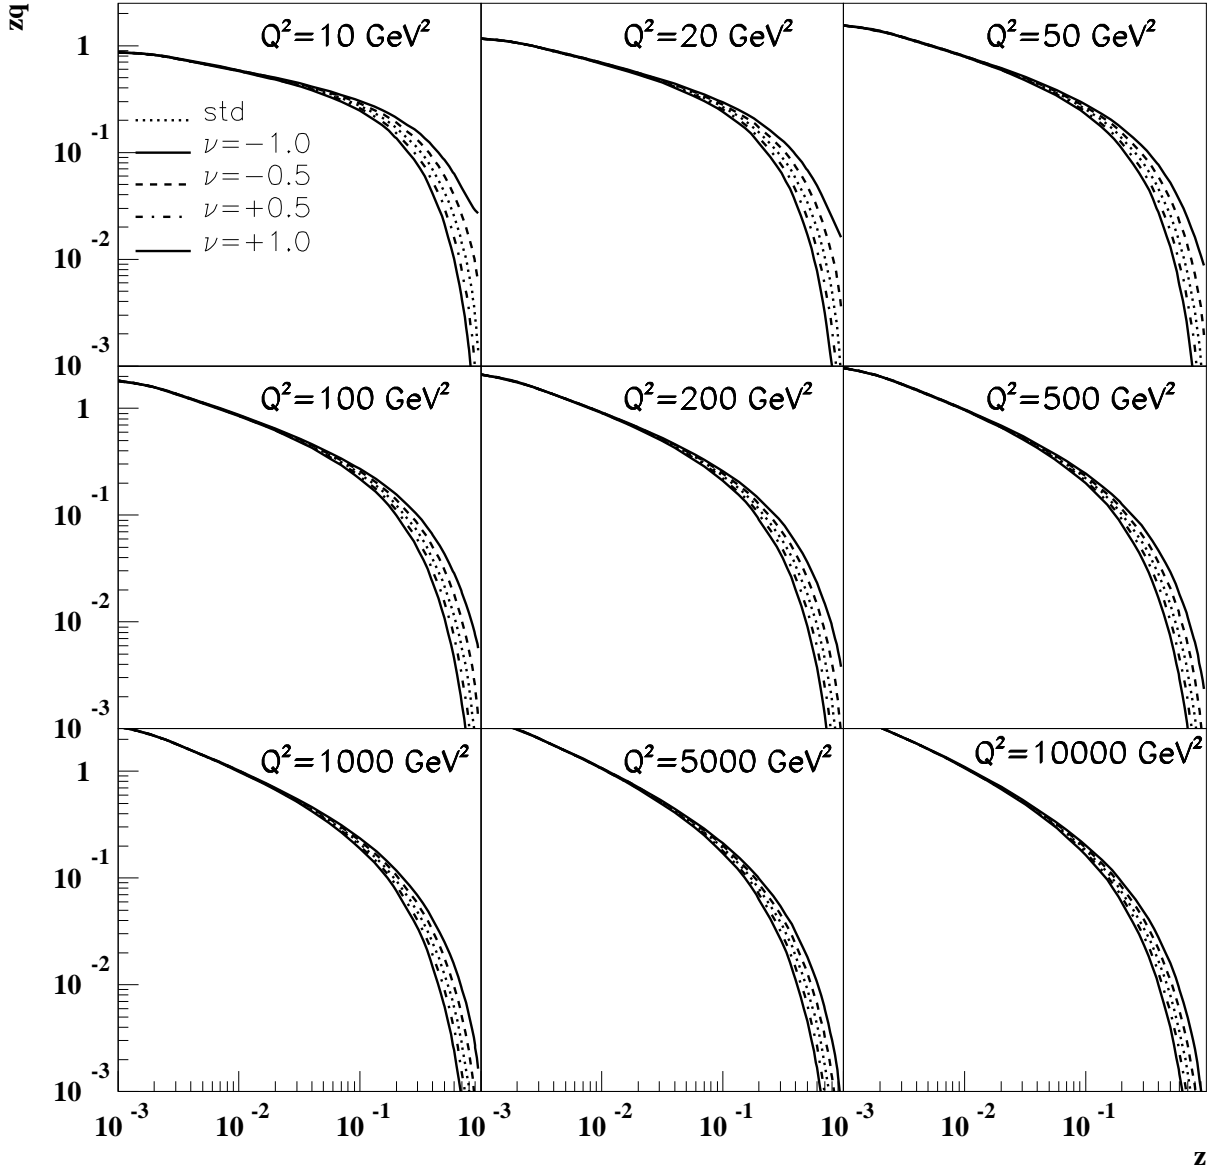 zq
Q²=10 GeV²
Q²=20 GeV²
Q²=50 GeV²
1
10 -1
10 -2
10 -3
std
ν=−1.0
ν=−0.5
ν=+0.5
ν=+1.0
Q²=100 GeV²
Q²=200 GeV²
Q²=500 GeV²
1
10 -1
10 -2
10 -3
Q²=1000 GeV²
Q²=5000 GeV²
Q²=10000 GeV²
1
10 -1
10 -2
10 -3
10 -3 10 -2 10 -1 10 -3 10 -2 10 -1 10 -3 10 -2 10 -1
z